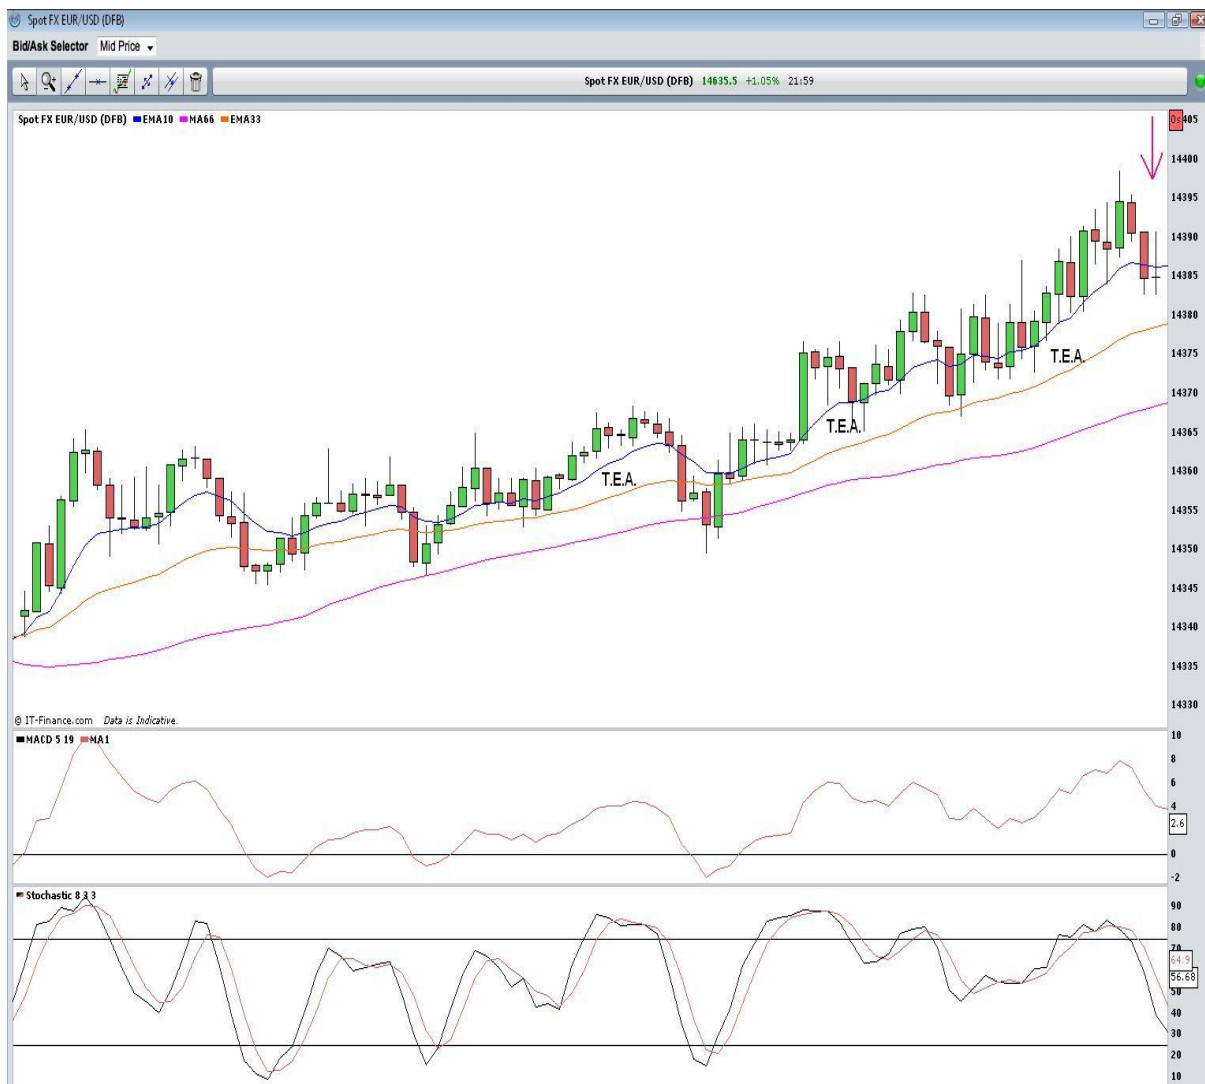 Spot FX EUR/USD (DFB)
Bid/Ask Selector Mid Price
Spot FX EUR/USD (DFB) 14635.5 +1.05% 21:59
Spot FX EUR/USD (DFB) EMA10 MA66 EMA33
0s 405
14400
14395
14390
14385
14380
14375
T.E.A.
14370
T.E.A.
14365
14360
T.E.A.
14355
14350
14345
14340
14335
14330
© IT-Finance.com Data is Indicative.
MACD 5 19 MA1
10
8
6
4
2.6
0
-2
Stochastic 8 3 3
90
80
70
64.9
56.68
50
40
30
20
10